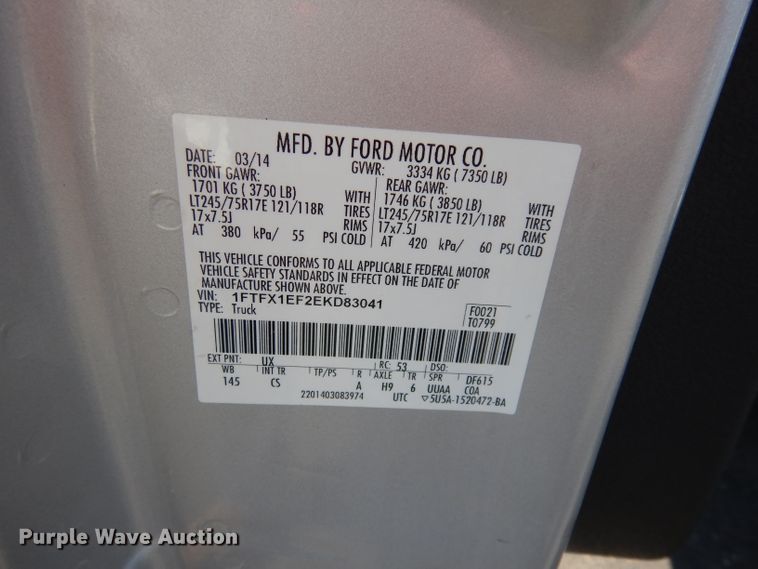 MFD. BY FORD MOTOR CO.
DATE: 03/14 GVWR: 3334 KG ( 7350 LB)
FRONT GAWR: REAR GAWR:
1701 KG ( 3750 LB) WITH 1746 KG ( 3850 LB) WITH
LT245/75R17E 121/118R TIRES LT245/75R17E 121/118R TIRES
17x7.5J RIMS 17x7.5J RIMS
AT 380 kPa/ 55 PSI COLD AT 420 kPa/ 60 PSI COLD
THIS VEHICLE CONFORMS TO ALL APPLICABLE FEDERAL MOTOR
VEHICLE SAFETY STANDARDS IN EFFECT ON THE DATE OF
MANUFACTURE SHOWN ABOVE.
VIN: 1FTFX1EF2EKD83041 F0021
TYPE: Truck T0799
EXT PNT: UX RC: 53 DSO:
WB INT TR TP/PS R AXLE TR SPR DF615
145 CS A H9 6 UUAA COA
2201403083974 UTC ▽5U5A-1520472-BA
Purple Wave Auction